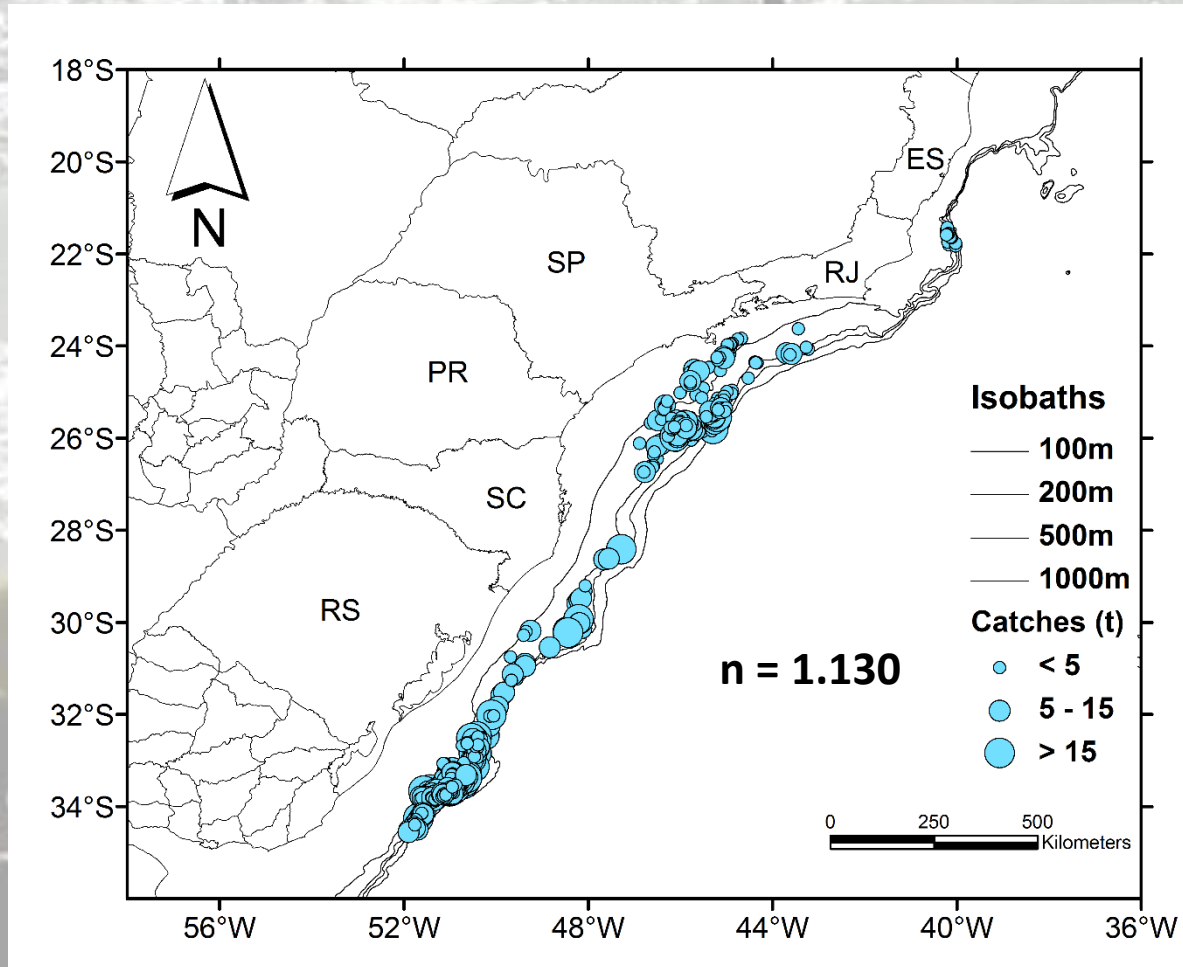 18°S
20°S
22°S
24°S
26°S
28°S
30°S
32°S
34°S
N
ES
SP
RJ
PR
SC
RS
Isobaths
100m
200m
500m
1000m
Catches (t)
< 5
5 - 15
> 15
n = 1.130
0 250 500
Kilometers
56°W 52°W 48°W 44°W 40°W 36°W